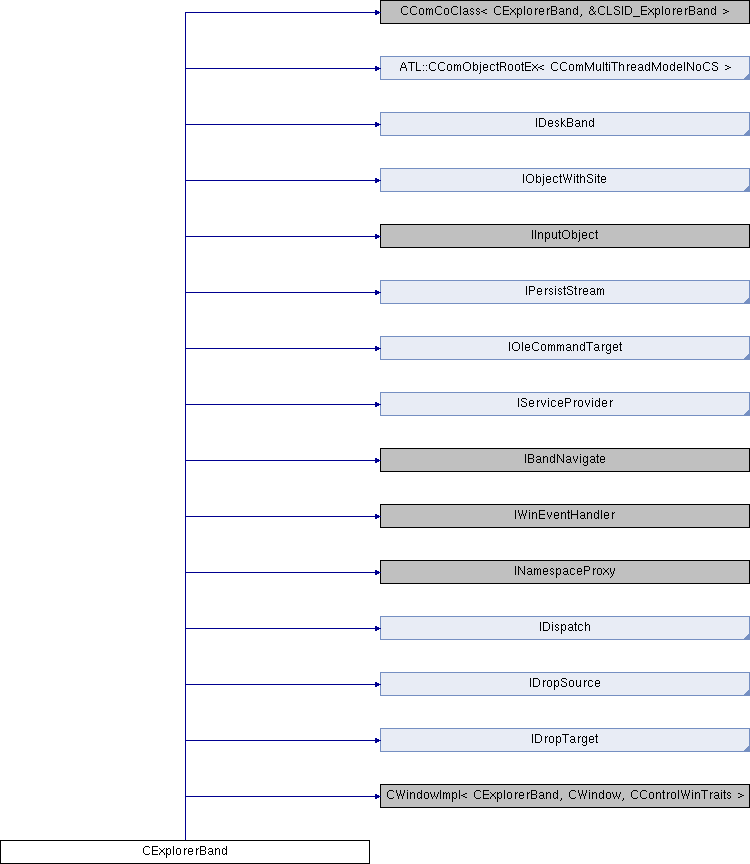 CComCoClass< CExplorerBand, &CLSID_ExplorerBand >
ATL::CComObjectRootEx< CComMultiThreadModelNoCS >
IDeskBand
IObjectWithSite
IInputObject
IPersistStream
IOleCommandTarget
IServiceProvider
IBandNavigate
IWinEventHandler
INamespaceProxy
IDispatch
IDropSource
IDropTarget
CWindowImpl< CExplorerBand, CWindow, CControlWinTraits >
CExplorerBand